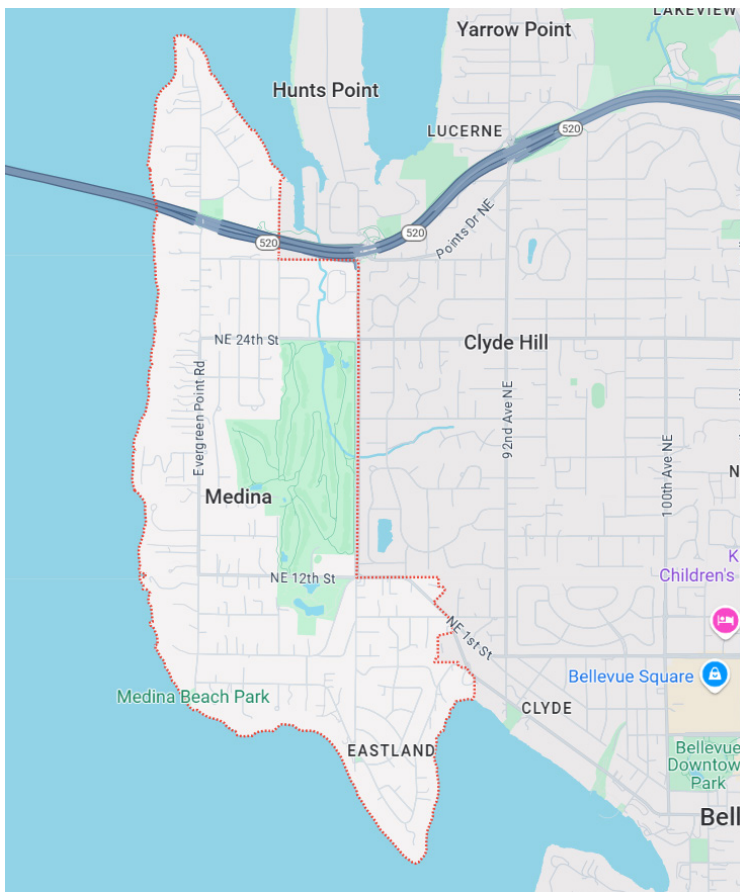 LAKEVIEW
Yarrow Point
Hunts Point
LUCERNE
520
520
520
Points Dr NE
NE 24th St
Clyde Hill
Evergreen Point Rd
92nd Ave NE
100th Ave NE
N
Medina
K
Children's
NE 12th St
NE 1st St
Bellevue Square
Medina Beach Park
CLYDE
EASTLAND
Bellevue
Downtow
Park
Bell